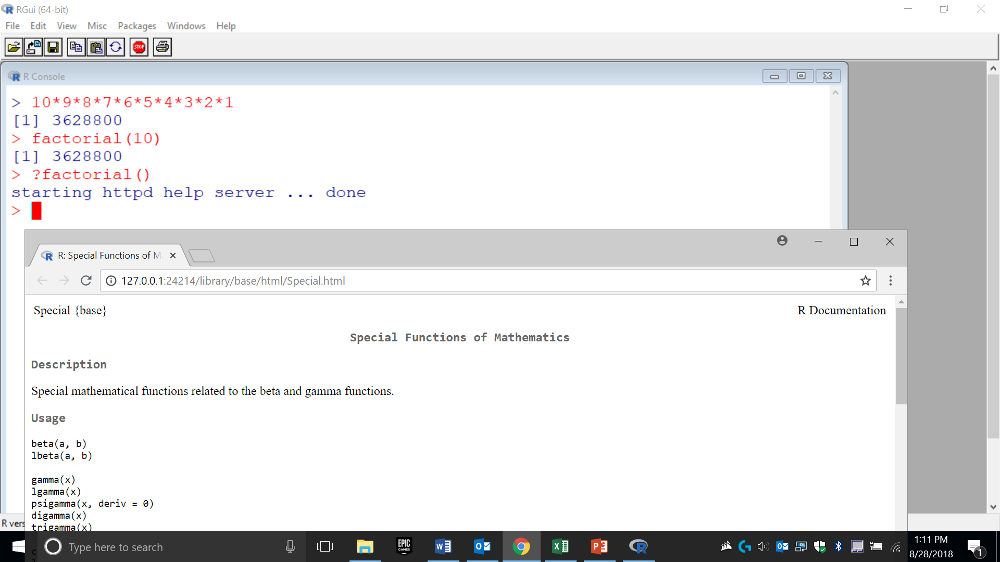 RGui (64-bit)
File Edit View Misc Packages Windows Help
STOP
R Console
> 10*9*8*7*6*5*4*3*2*1
[1] 3628800
> factorial(10)
[1] 3628800
> ?factorial()
starting httpd help server ... done
>
R: Special Functions of M
127.0.0.1:24214/library/base/html/Special.html
Special {base} R Documentation
Special Functions of Mathematics
Description
Special mathematical functions related to the beta and gamma functions.
Usage
beta(a, b)
lbeta(a, b)
gamma(x)
lgamma(x)
psigamma(x, deriv = 0)
digamma(x)
trigamma(x)
R vers
Type here to search
EPIC
GAMES
1:11 PM
8/28/2018
1